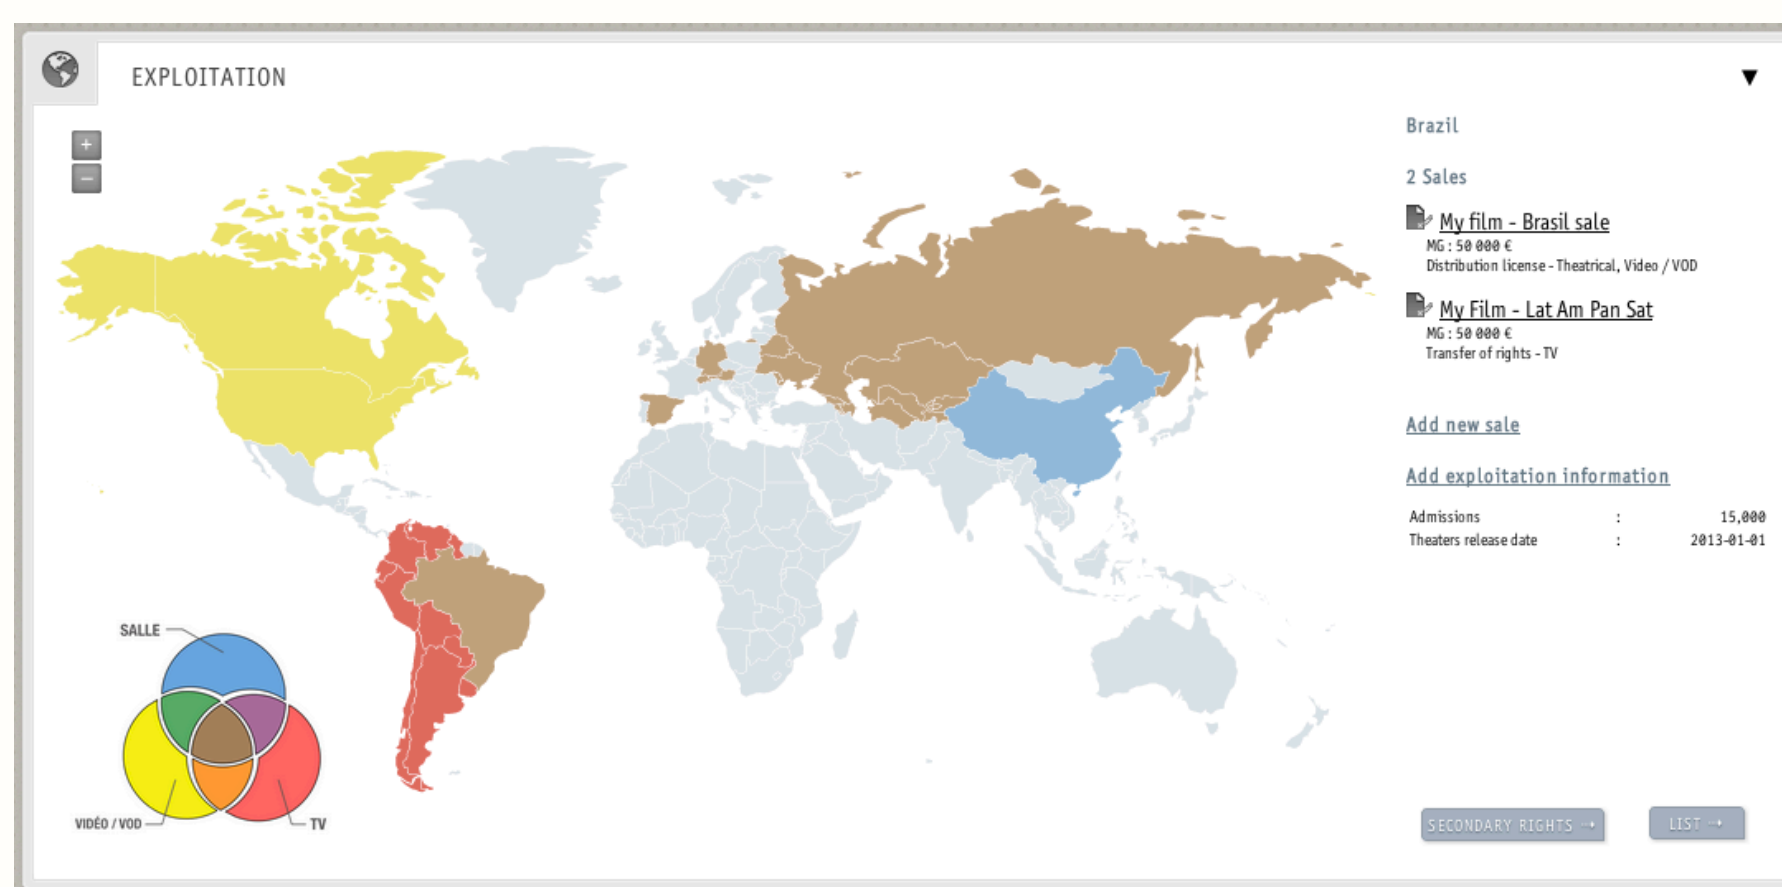 EXPLOITATION
▼
+
−
Brazil
2 Sales
My film - Brasil sale
MG : 50 000 €
Distribution license - Theatrical, Video / VOD
My Film - Lat Am Pan Sat
MG : 50 000 €
Transfer of rights - TV
Add new sale
Add exploitation information
Admissions : 15,000
Theaters release date : 2013-01-01
SALLE
VIDÉO / VOD
TV
SECONDARY RIGHTS →
LIST →